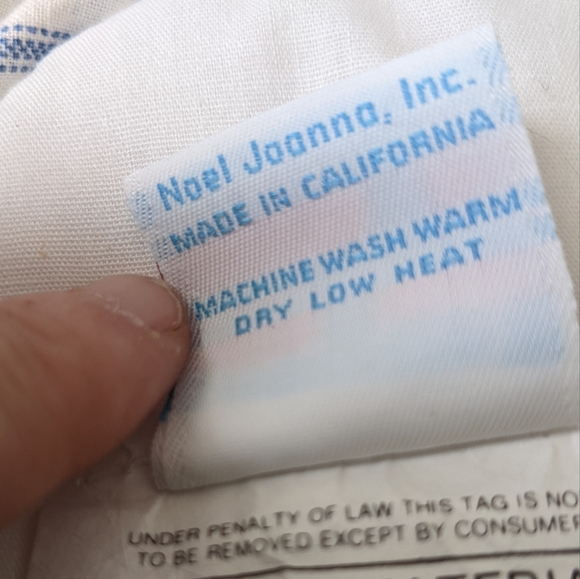 Noel Joanna, Inc.
MADE IN CALIFORNIA
MACHINE WASH WARM
DRY LOW HEAT
UNDER PENALTY OF LAW THIS TAG IS NO
TO BE REMOVED EXCEPT BY CONSUMER